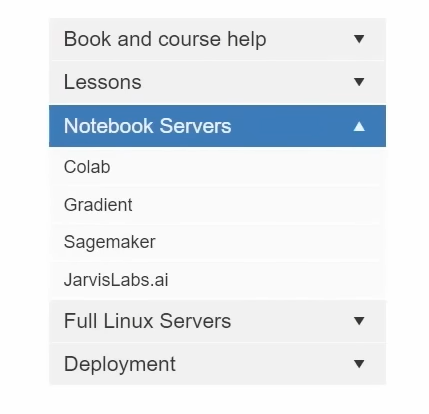 Book and course help
Lessons
Notebook Servers
Colab
Gradient
Sagemaker
JarvisLabs.ai
Full Linux Servers
Deployment